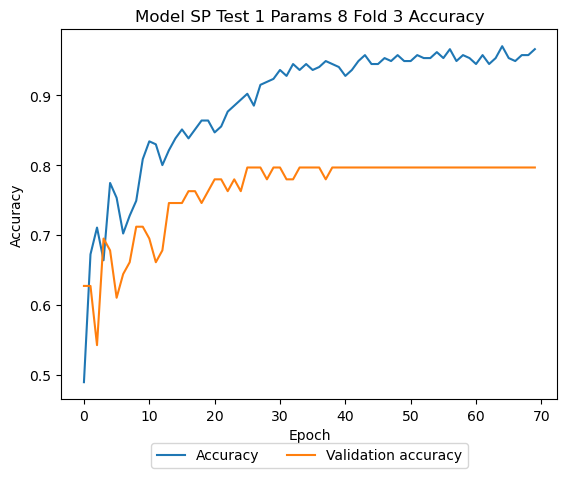 Model SP Test 1 Params 8 Fold 3 Accuracy
Accuracy
0.9
0.8
0.7
0.6
0.5
0 10 20 30 40 50 60 70
Epoch
Accuracy Validation accuracy